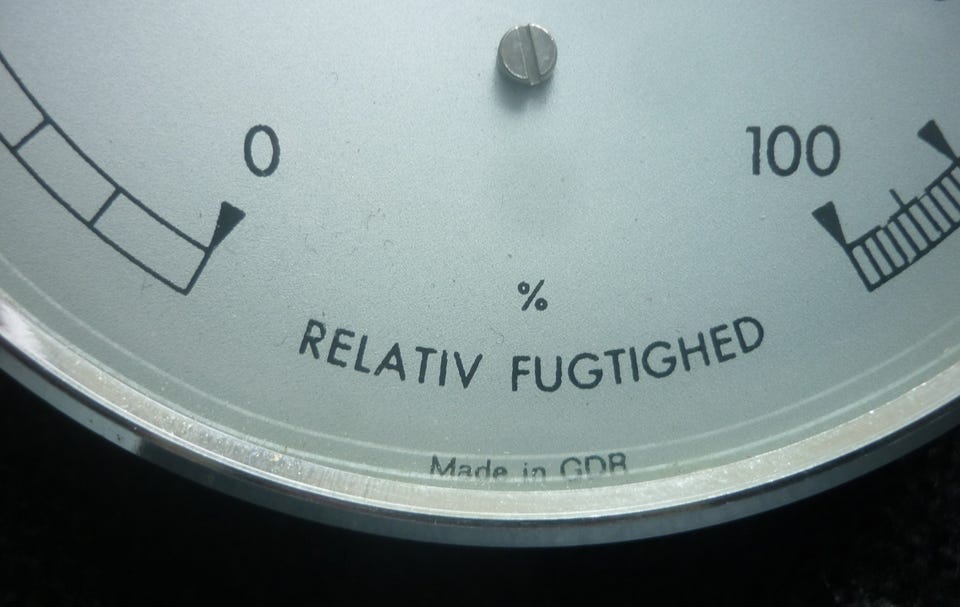 0 100
%
RELATIV FUGTIGHED
Made in GDR